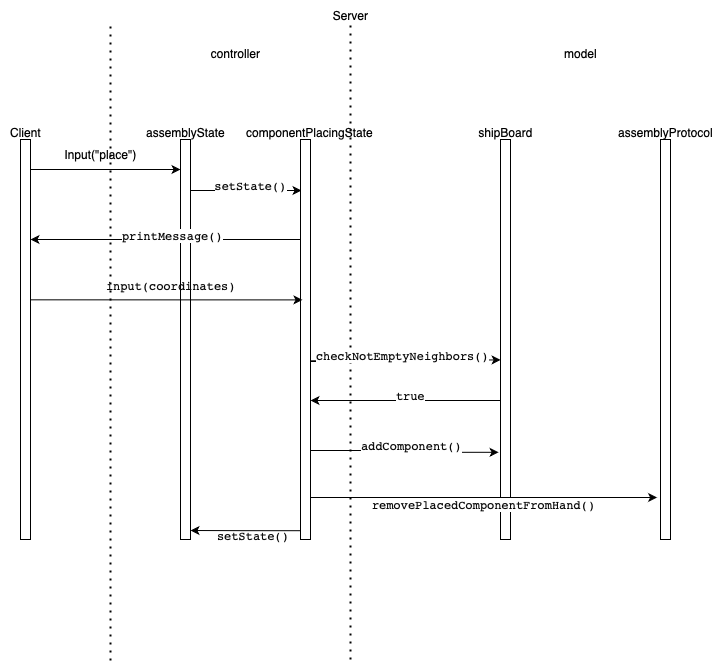 Server
controller
model
Client
assemblyState
componentPlacingState
shipBoard
assemblyProtocol
Input("place")
setState()
printMessage()
Input(coordinates)
checkNotEmptyNeighbors()
true
addComponent()
removePlacedComponentFromHand()
setState()